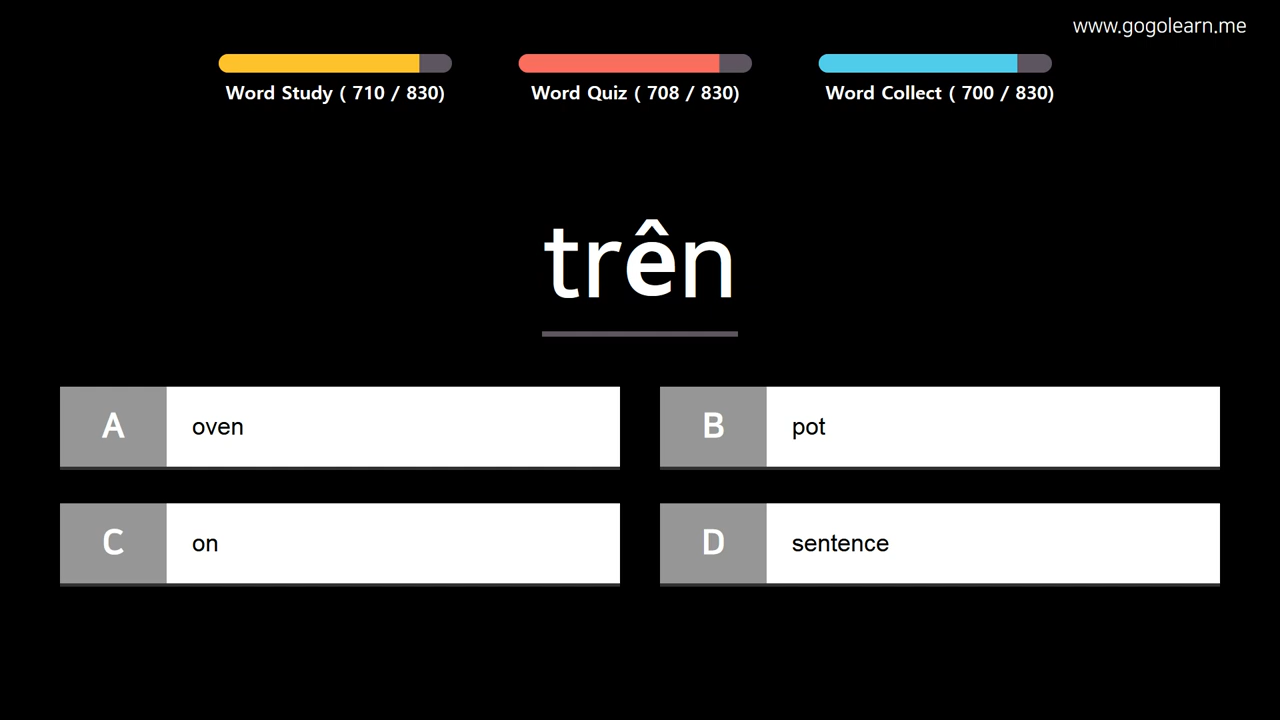 www.gogolearn.me
Word Study ( 710 / 830)
Word Quiz ( 708 / 830)
Word Collect ( 700 / 830)
trên
A oven
B pot
C on
D sentence